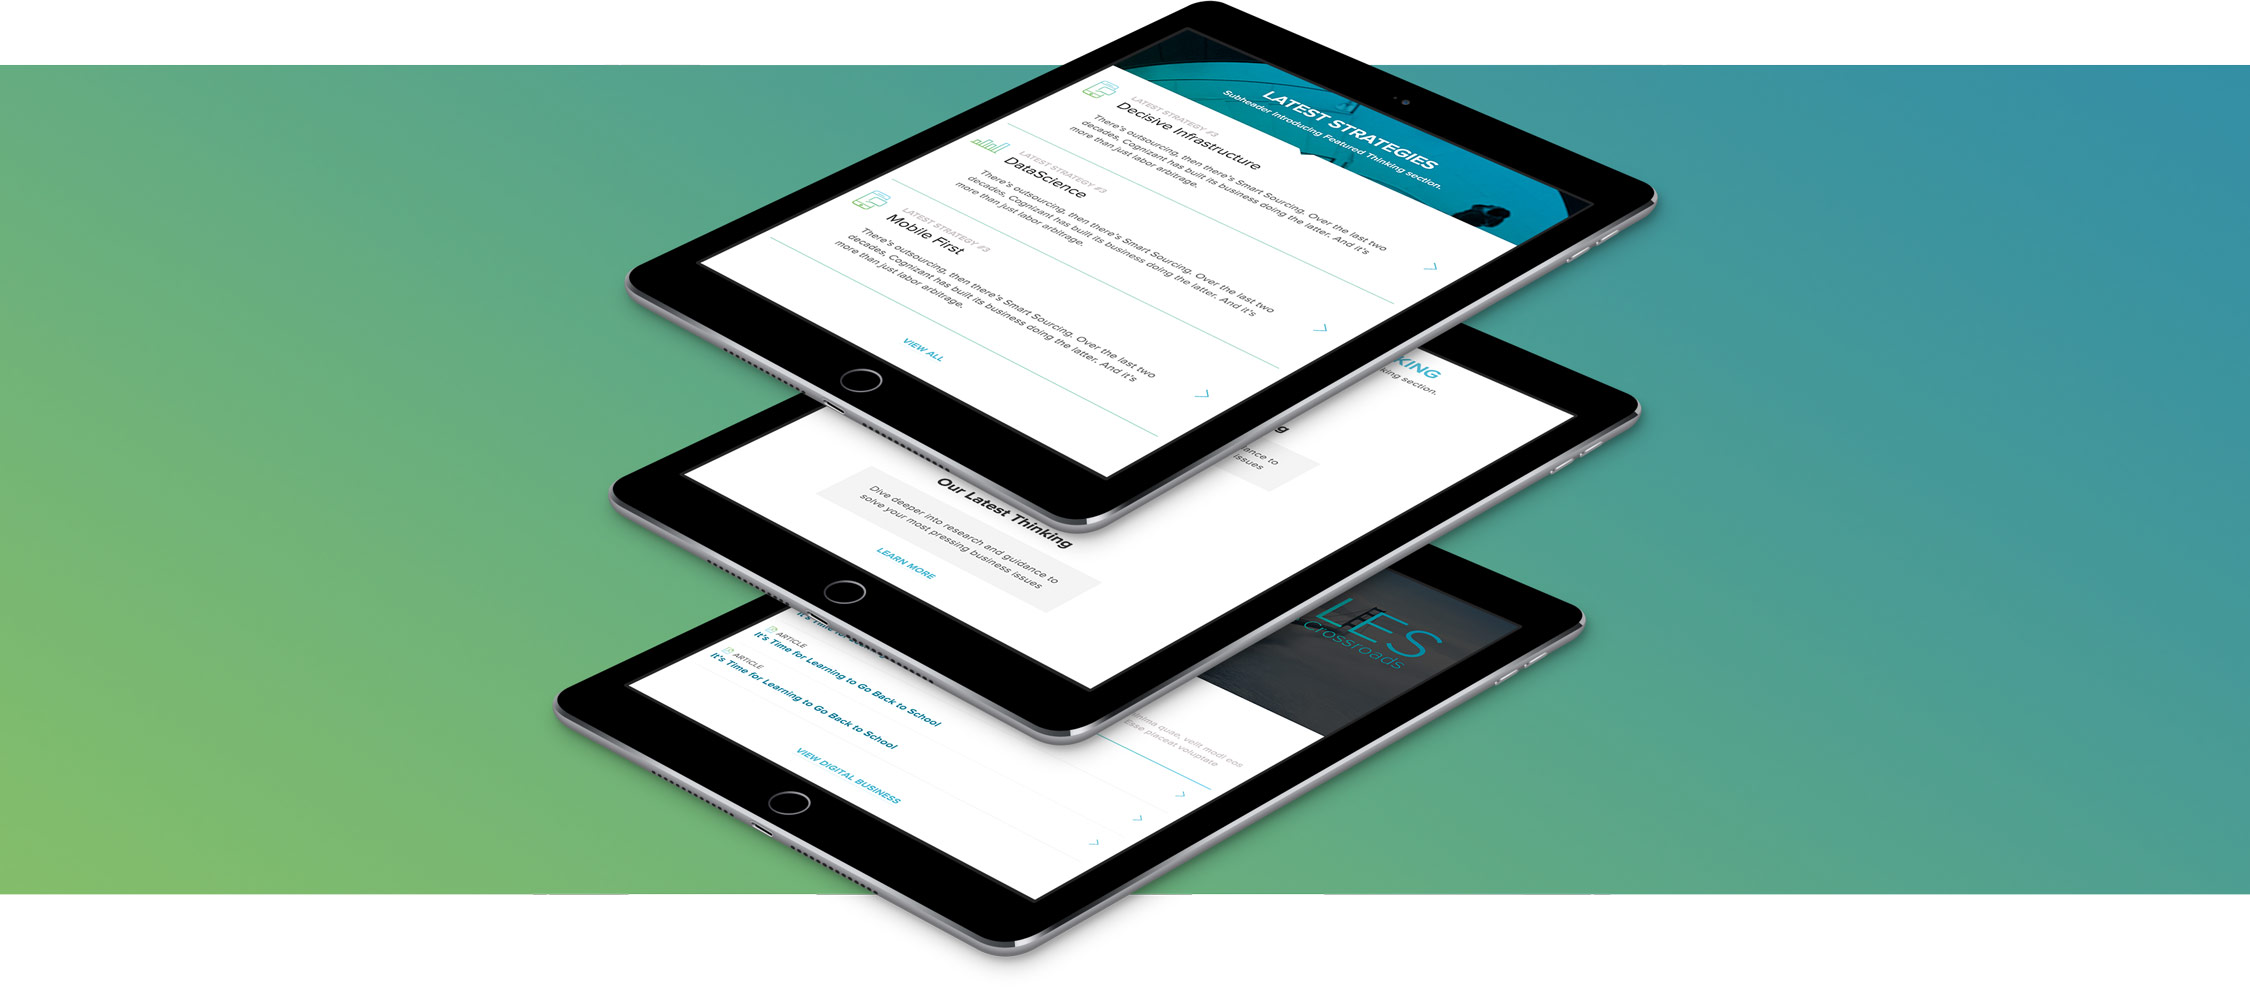 LATEST STRATEGIES
Subheader Introducing Featured Thinking section.
LATEST STRATEGY #3
Decisive Infrastructure
There's outsourcing, then there's Smart Sourcing. Over the last two
decades, Cognizant has built its business doing the latter. And it's
more than just labor arbitrage.
LATEST STRATEGY #3
DataScience
There's outsourcing, then there's Smart Sourcing. Over the last two
decades, Cognizant has built its business doing the latter. And it's
more than just labor arbitrage.
LATEST STRATEGY #3
Mobile First
There's outsourcing, then there's Smart Sourcing. Over the last two
decades, Cognizant has built its business doing the latter. And it's
more than just labor arbitrage.
VIEW ALL
KING
king section.
g
ance to
issues
Our Latest Thinking
Dive deeper into research and guidance to
solve your most pressing business issues
LEARN MORE
LES
Crossroads
quae, velit modi eos
Esse placeat voluptate
It's Time for
ARTICLE
It's Time for Learning to Go Back to School
ARTICLE
It's Time for Learning to Go Back to School
VIEW DIGITAL BUSINESS